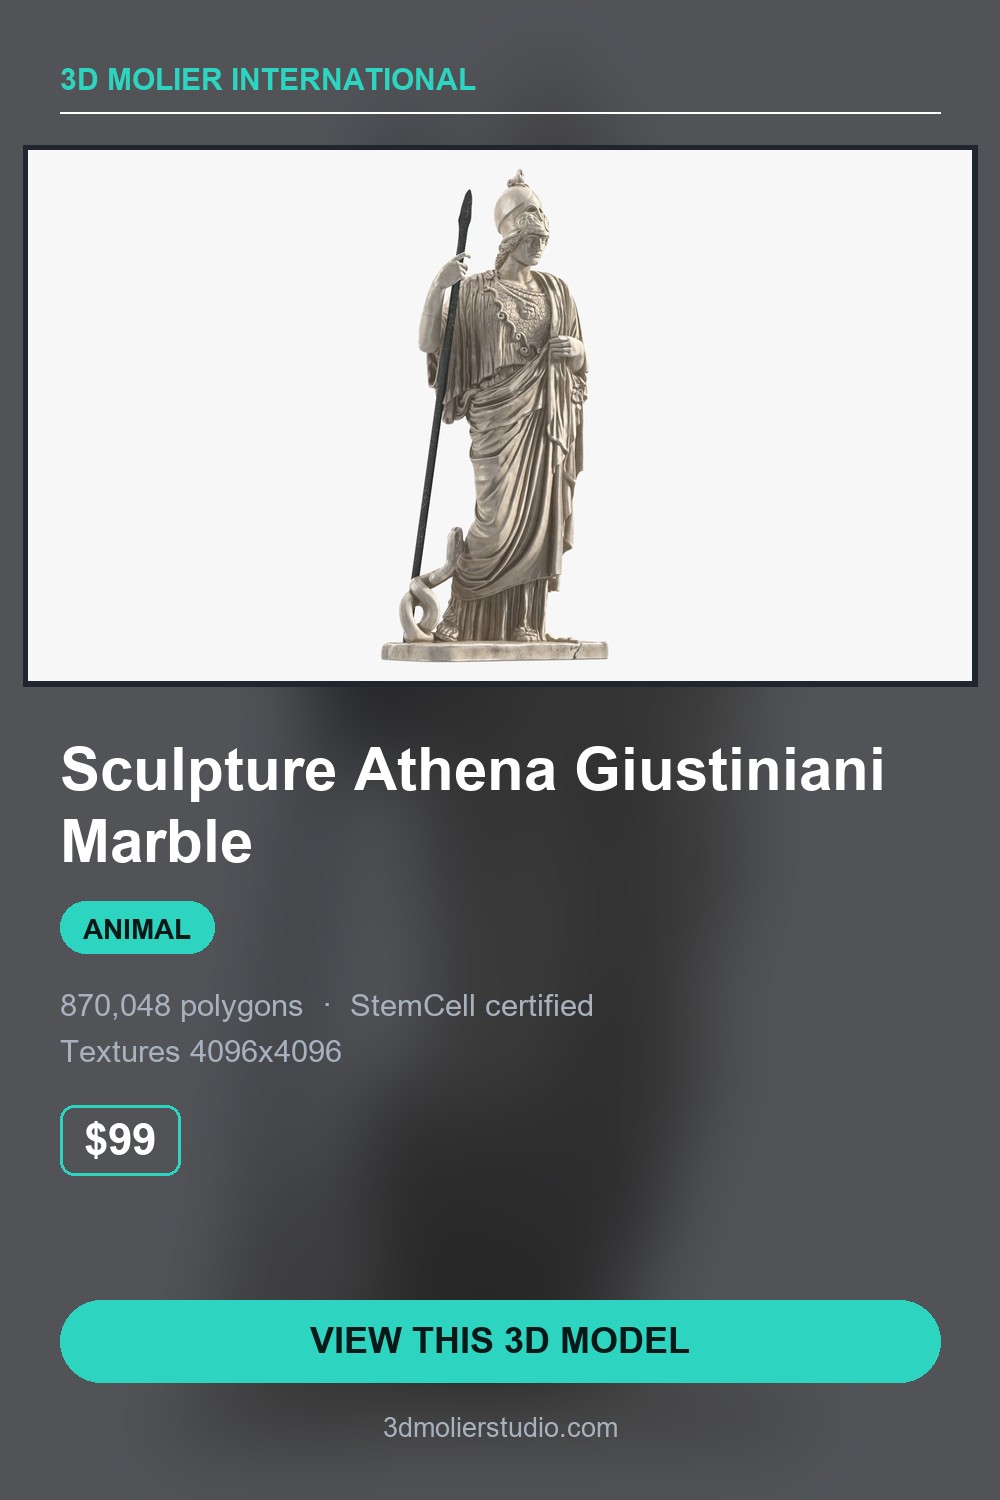 3D MOLIER INTERNATIONAL
Sculpture Athena Giustiniani
Marble
ANIMAL
870,048 polygons · StemCell certified
Textures 4096x4096
$99
VIEW THIS 3D MODEL
3dmolierstudio.com